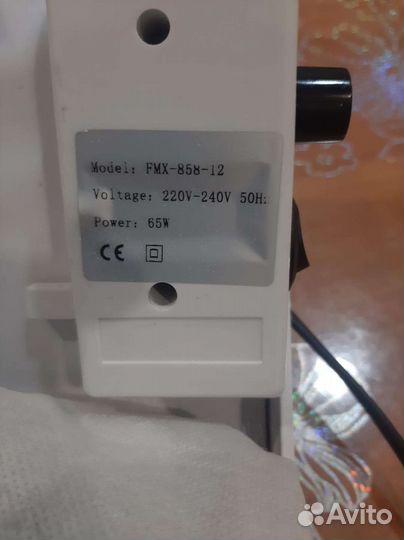 Model: FMX-858-12
Voltage: 220V-240V 50Hz
Power: 65W
CE
Avito